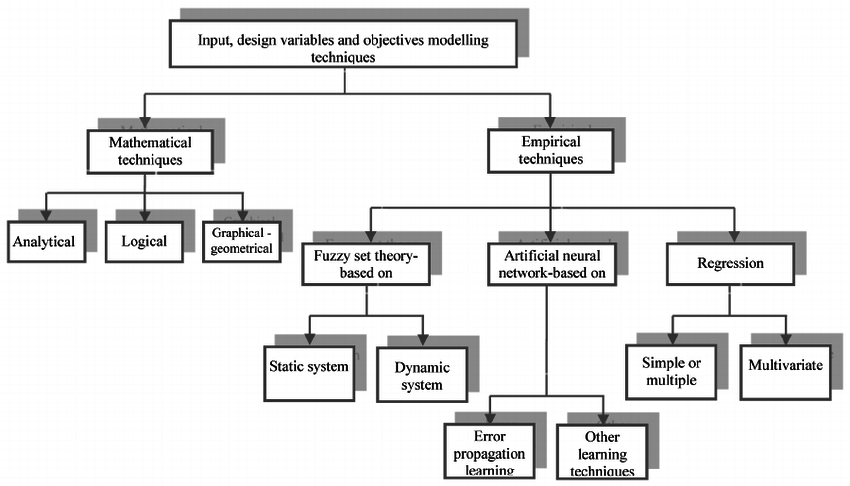 Input, design variables and objectives modelling
techniques
Mathematical
techniques
Empirical
techniques
Analytical
Logical
Graphical -
geometrical
Fuzzy set theory-
based on
Artificial neural
network-based on
Regression
Static system
Dynamic
system
Simple or
multiple
Multivariate
Error
propagation
learning
Other
learning
techniques